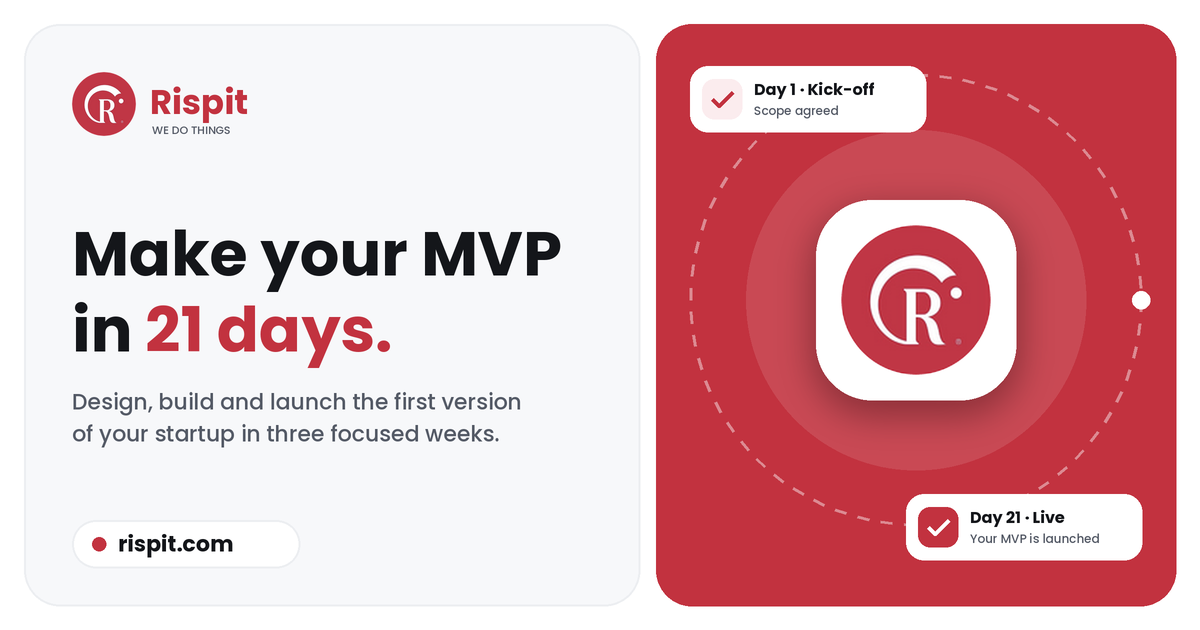 R
Rispit
WE DO THINGS
Make your MVP
in 21 days.
Design, build and launch the first version
of your startup in three focused weeks.
rispit.com
Day 1 · Kick-off
Scope agreed
R
®
Day 21 · Live
Your MVP is launched